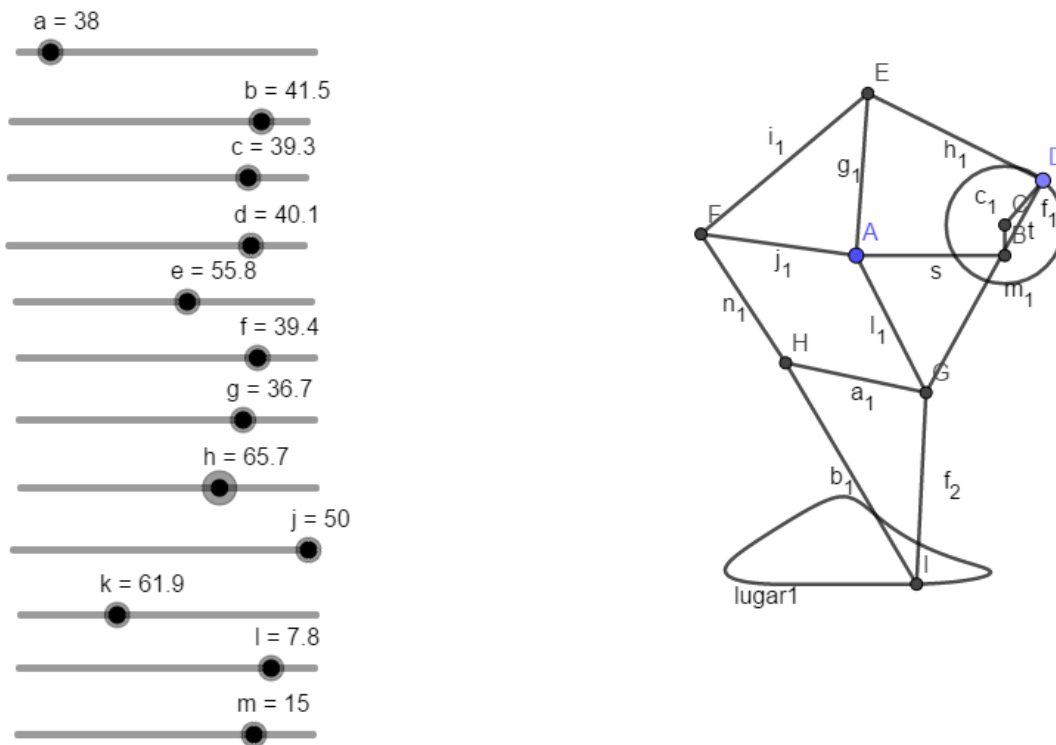 a = 38
b = 41.5
c = 39.3
d = 40.1
e = 55.8
f = 39.4
g = 36.7
h = 65.7
j = 50
k = 61.9
l = 7.8
m = 15
E
i₁
h₁
D
g₁
c₁
C
f₁
F
A
B
t
j₁
s
m₁
n₁
l₁
H
G
a₁
b₁
f₂
I
lugar1